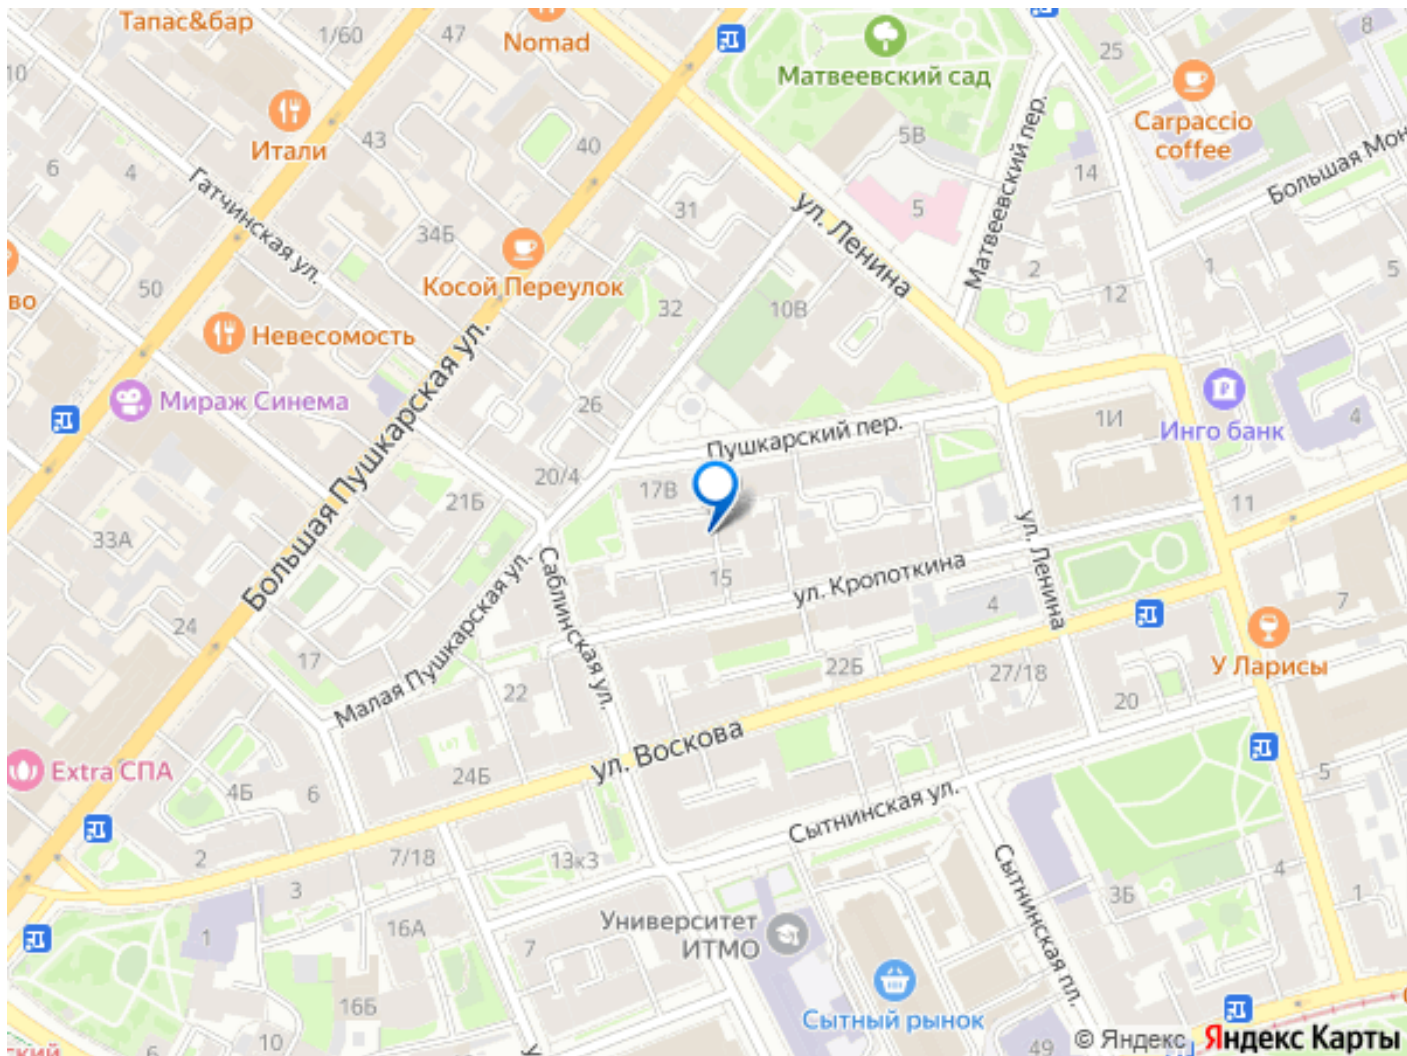 Тапас&бар
1/60
47
Nomad
Матвеевский сад
25
8
10
Carpaccio
coffee
Итали
43
40
5В
6
4
14
Большая Мон
Матвеевский пер.
Гатчинская ул.
31
5
ул. Ленина
34Б
Косой Переулок
2
1
5
50
12
во
32
10В
Невесомость
Большая Пушкарская ул.
Мираж Синема
26
1И
Инго банк
4
Пушкарский пер.
20/4
17В
21Б
11
33А
ул. Ленина
15
ул. Кропоткина
4
7
Саблинская ул.
24
17
Малая Пушкарская ул.
22
22Б
27/18
У Ларисы
20
ул. Воскова
Extra СПА
4Б
6
24Б
5
Сытнинская ул.
2
7/18
13к3
3
Сытнинская пл.
3Б
4
1
1
16А
7
Университет
ИТМО
16Б
Сытный рынок
10
6
ский
У
49
© Яндекс
Яндекс Карты